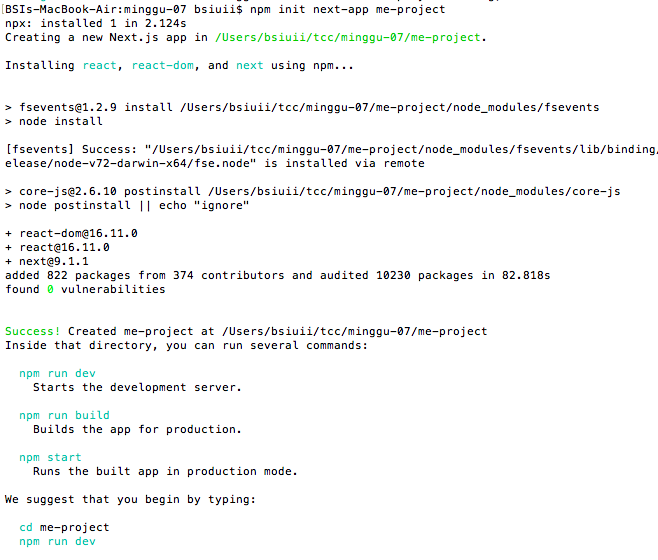 BSIs-MacBook-Air:minggu-07 bsiuii$ npm init next-app me-project
npx: installed 1 in 2.124s
Creating a new Next.js app in /Users/bsiuii/tcc/minggu-07/me-project.
Installing react, react-dom, and next using npm...
> fsevents@1.2.9 install /Users/bsiuii/tcc/minggu-07/me-project/node_modules/fsevents
> node install
[fsevents] Success: "/Users/bsiuii/tcc/minggu-07/me-project/node_modules/fsevents/lib/binding/
elease/node-v72-darwin-x64/fse.node" is installed via remote
> core-js@2.6.10 postinstall /Users/bsiuii/tcc/minggu-07/me-project/node_modules/core-js
> node postinstall || echo "ignore"
+ react-dom@16.11.0
+ react@16.11.0
+ next@9.1.1
added 822 packages from 374 contributors and audited 10230 packages in 82.818s
found 0 vulnerabilities
Success! Created me-project at /Users/bsiuii/tcc/minggu-07/me-project
Inside that directory, you can run several commands:
npm run dev
Starts the development server.
npm run build
Builds the app for production.
npm start
Runs the built app in production mode.
We suggest that you begin by typing:
cd me-project
npm run dev